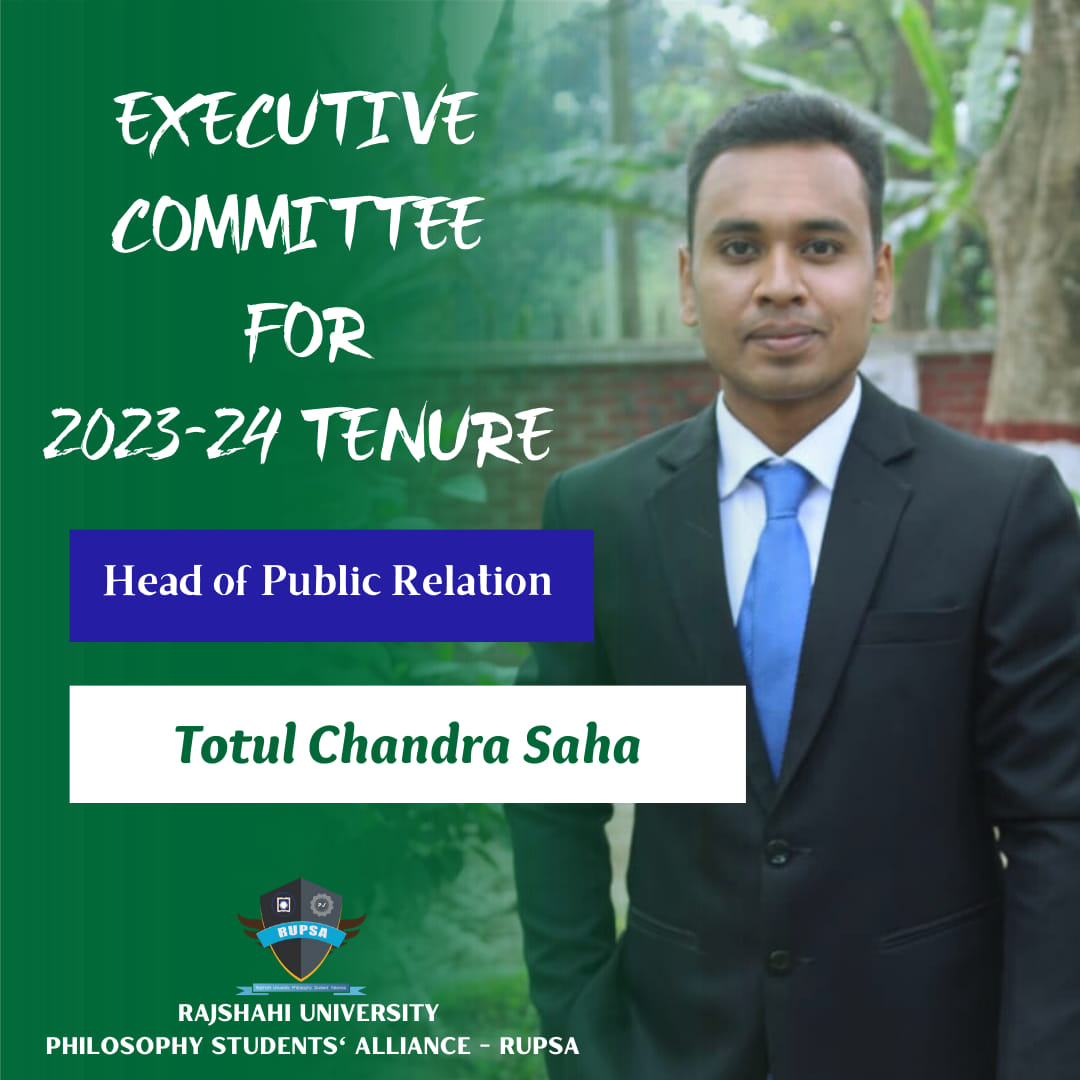 EXECUTIVE
COMMITTEE
FOR
2023-24 TENURE
Head of Public Relation
Totul Chandra Saha
RUPSA
RAJSHAHI UNIVERSITY
PHILOSOPHY STUDENTS‘ ALLIANCE - RUPSA